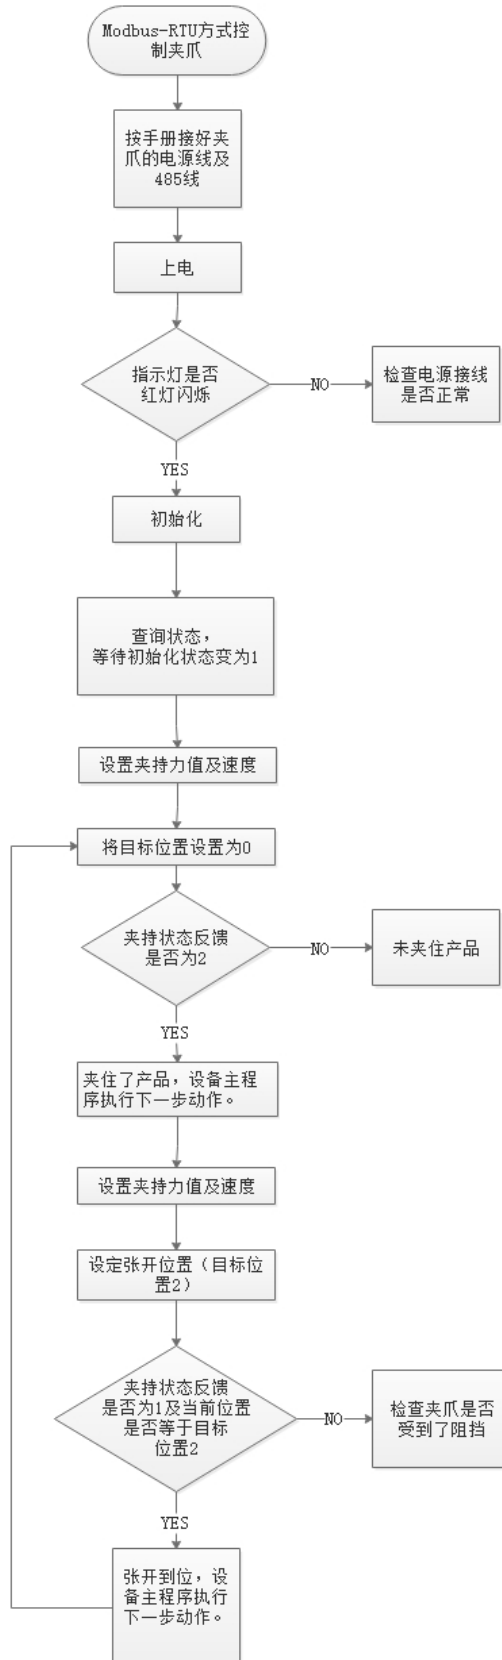 Modbus-RTU方式控
制夹爪
按手册接好夹
爪的电源线及
485线
上电
指示灯是否
红灯闪烁
NO
检查电源接线
是否正常
YES
初始化
查询状态，
等待初始化状态变为1
设置夹持力值及速度
将目标位置设置为0
夹持状态反馈
是否为2
NO
未夹住产品
YES
夹住了产品，设备主程
序执行下一步动作。
设置夹持力值及速度
设定张开位置（目标位
置2）
夹持状态反馈
是否为1及当前位置
是否等于目标
位置2
NO
检查夹爪是否
受到了阻挡
YES
张开到位，设
备主程序执行
下一步动作。